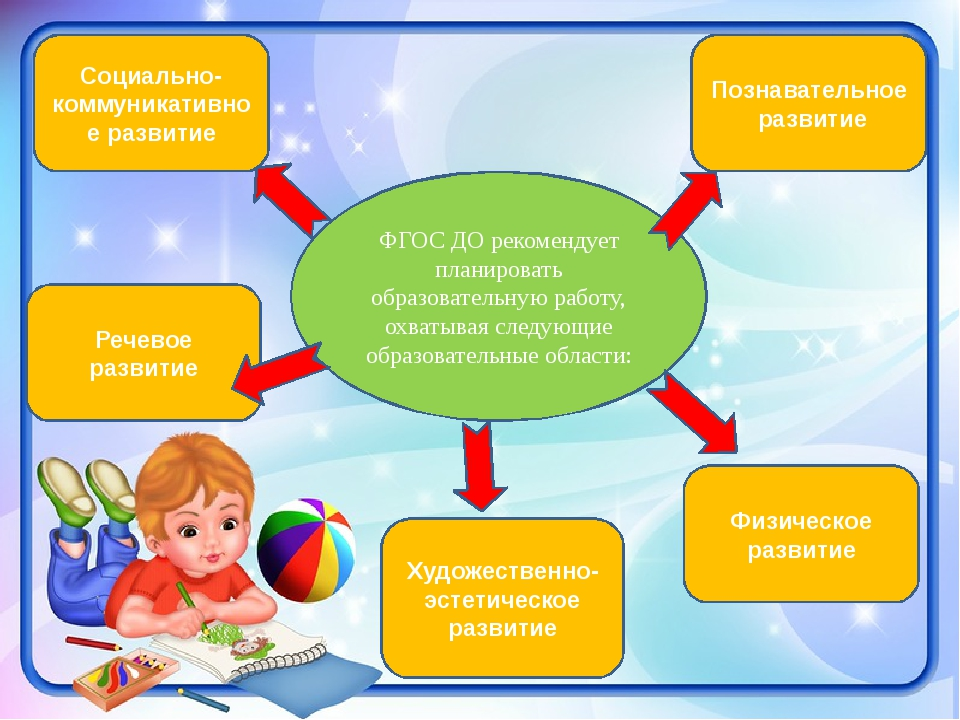 Социально-
коммуникативно
е развитие
Познавательное
развитие
ФГОС ДО рекомендует
планировать
образовательную работу,
охватывая следующие
образовательные области:
Речевое
развитие
Физическое
развитие
Художественно-
эстетическое
развитие